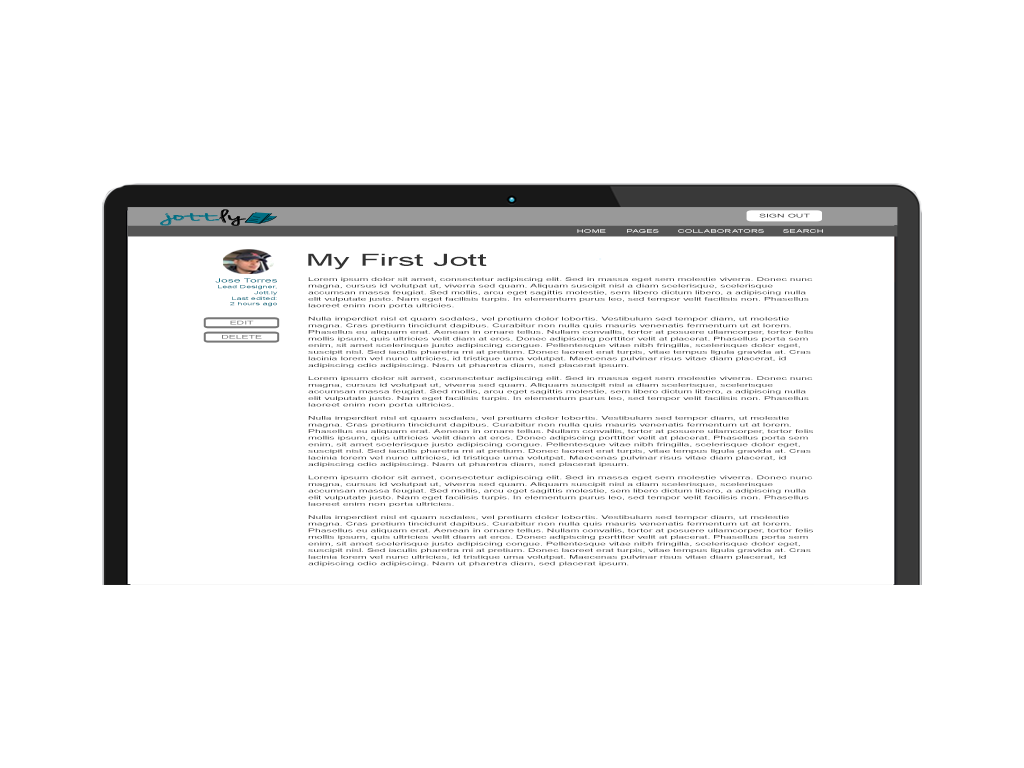 jottly
SIGN OUT
HOME PAGES COLLABORATORS SEARCH
Jose Torres
Lead Designer,
Jott.ly
Last edited:
2 hours ago
EDIT
DELETE
My First Jott
Lorem ipsum dolor sit amet, consectetur adipiscing elit. Sed in massa eget sem molestie viverra. Donec nunc
magna, cursus id volutpat ut, viverra sed quam. Aliquam suscipit nisl a diam scelerisque, scelerisque
accumsan massa feugiat. Sed mollis, arcu eget sagittis molestie, sem libero dictum libero, a adipiscing nulla
elit vulputate justo. Nam eget facilisis turpis. In elementum purus leo, sed tempor velit facilisis non. Phasellus
laoreet enim non porta ultricies.
Nulla imperdiet nisl et quam sodales, vel pretium dolor lobortis. Vestibulum sed tempor diam, ut molestie
magna. Cras pretium tincidunt dapibus. Curabitur non nulla quis mauris venenatis fermentum ut at lorem.
Phasellus eu aliquam erat. Aenean in ornare tellus. Nullam convallis, tortor at posuere ullamcorper, tortor felis
mollis ipsum, quis ultricies velit diam at eros. Donec adipiscing porttitor velit at placerat. Phasellus porta sem
enim, sit amet scelerisque justo adipiscing congue. Pellentesque vitae nibh fringilla, scelerisque dolor eget,
suscipit nisl. Sed iaculis pharetra mi at pretium. Donec laoreet erat turpis, vitae tempus ligula gravida at. Cras
lacinia lorem vel nunc ultricies, id tristique urna volutpat. Maecenas pulvinar risus vitae diam placerat, id
adipiscing odio adipiscing. Nam ut pharetra diam, sed placerat ipsum.
Lorem ipsum dolor sit amet, consectetur adipiscing elit. Sed in massa eget sem molestie viverra. Donec nunc
magna, cursus id volutpat ut, viverra sed quam. Aliquam suscipit nisl a diam scelerisque, scelerisque
accumsan massa feugiat. Sed mollis, arcu eget sagittis molestie, sem libero dictum libero, a adipiscing nulla
elit vulputate justo. Nam eget facilisis turpis. In elementum purus leo, sed tempor velit facilisis non. Phasellus
laoreet enim non porta ultricies.
Nulla imperdiet nisl et quam sodales, vel pretium dolor lobortis. Vestibulum sed tempor diam, ut molestie
magna. Cras pretium tincidunt dapibus. Curabitur non nulla quis mauris venenatis fermentum ut at lorem.
Phasellus eu aliquam erat. Aenean in ornare tellus. Nullam convallis, tortor at posuere ullamcorper, tortor felis
mollis ipsum, quis ultricies velit diam at eros. Donec adipiscing porttitor velit at placerat. Phasellus porta sem
enim, sit amet scelerisque justo adipiscing congue. Pellentesque vitae nibh fringilla, scelerisque dolor eget,
suscipit nisl. Sed iaculis pharetra mi at pretium. Donec laoreet erat turpis, vitae tempus ligula gravida at. Cras
lacinia lorem vel nunc ultricies, id tristique urna volutpat. Maecenas pulvinar risus vitae diam placerat, id
adipiscing odio adipiscing. Nam ut pharetra diam, sed placerat ipsum.
Lorem ipsum dolor sit amet, consectetur adipiscing elit. Sed in massa eget sem molestie viverra. Donec nunc
magna, cursus id volutpat ut, viverra sed quam. Aliquam suscipit nisl a diam scelerisque, scelerisque
accumsan massa feugiat. Sed mollis, arcu eget sagittis molestie, sem libero dictum libero, a adipiscing nulla
elit vulputate justo. Nam eget facilisis turpis. In elementum purus leo, sed tempor velit facilisis non. Phasellus
laoreet enim non porta ultricies.
Nulla imperdiet nisl et quam sodales, vel pretium dolor lobortis. Vestibulum sed tempor diam, ut molestie
magna. Cras pretium tincidunt dapibus. Curabitur non nulla quis mauris venenatis fermentum ut at lorem.
Phasellus eu aliquam erat. Aenean in ornare tellus. Nullam convallis, tortor at posuere ullamcorper, tortor felis
mollis ipsum, quis ultricies velit diam at eros. Donec adipiscing porttitor velit at placerat. Phasellus porta sem
enim, sit amet scelerisque justo adipiscing congue. Pellentesque vitae nibh fringilla, scelerisque dolor eget,
suscipit nisl. Sed iaculis pharetra mi at pretium. Donec laoreet erat turpis, vitae tempus ligula gravida at. Cras
lacinia lorem vel nunc ultricies, id tristique urna volutpat. Maecenas pulvinar risus vitae diam placerat, id
adipiscing odio adipiscing. Nam ut pharetra diam, sed placerat ipsum.